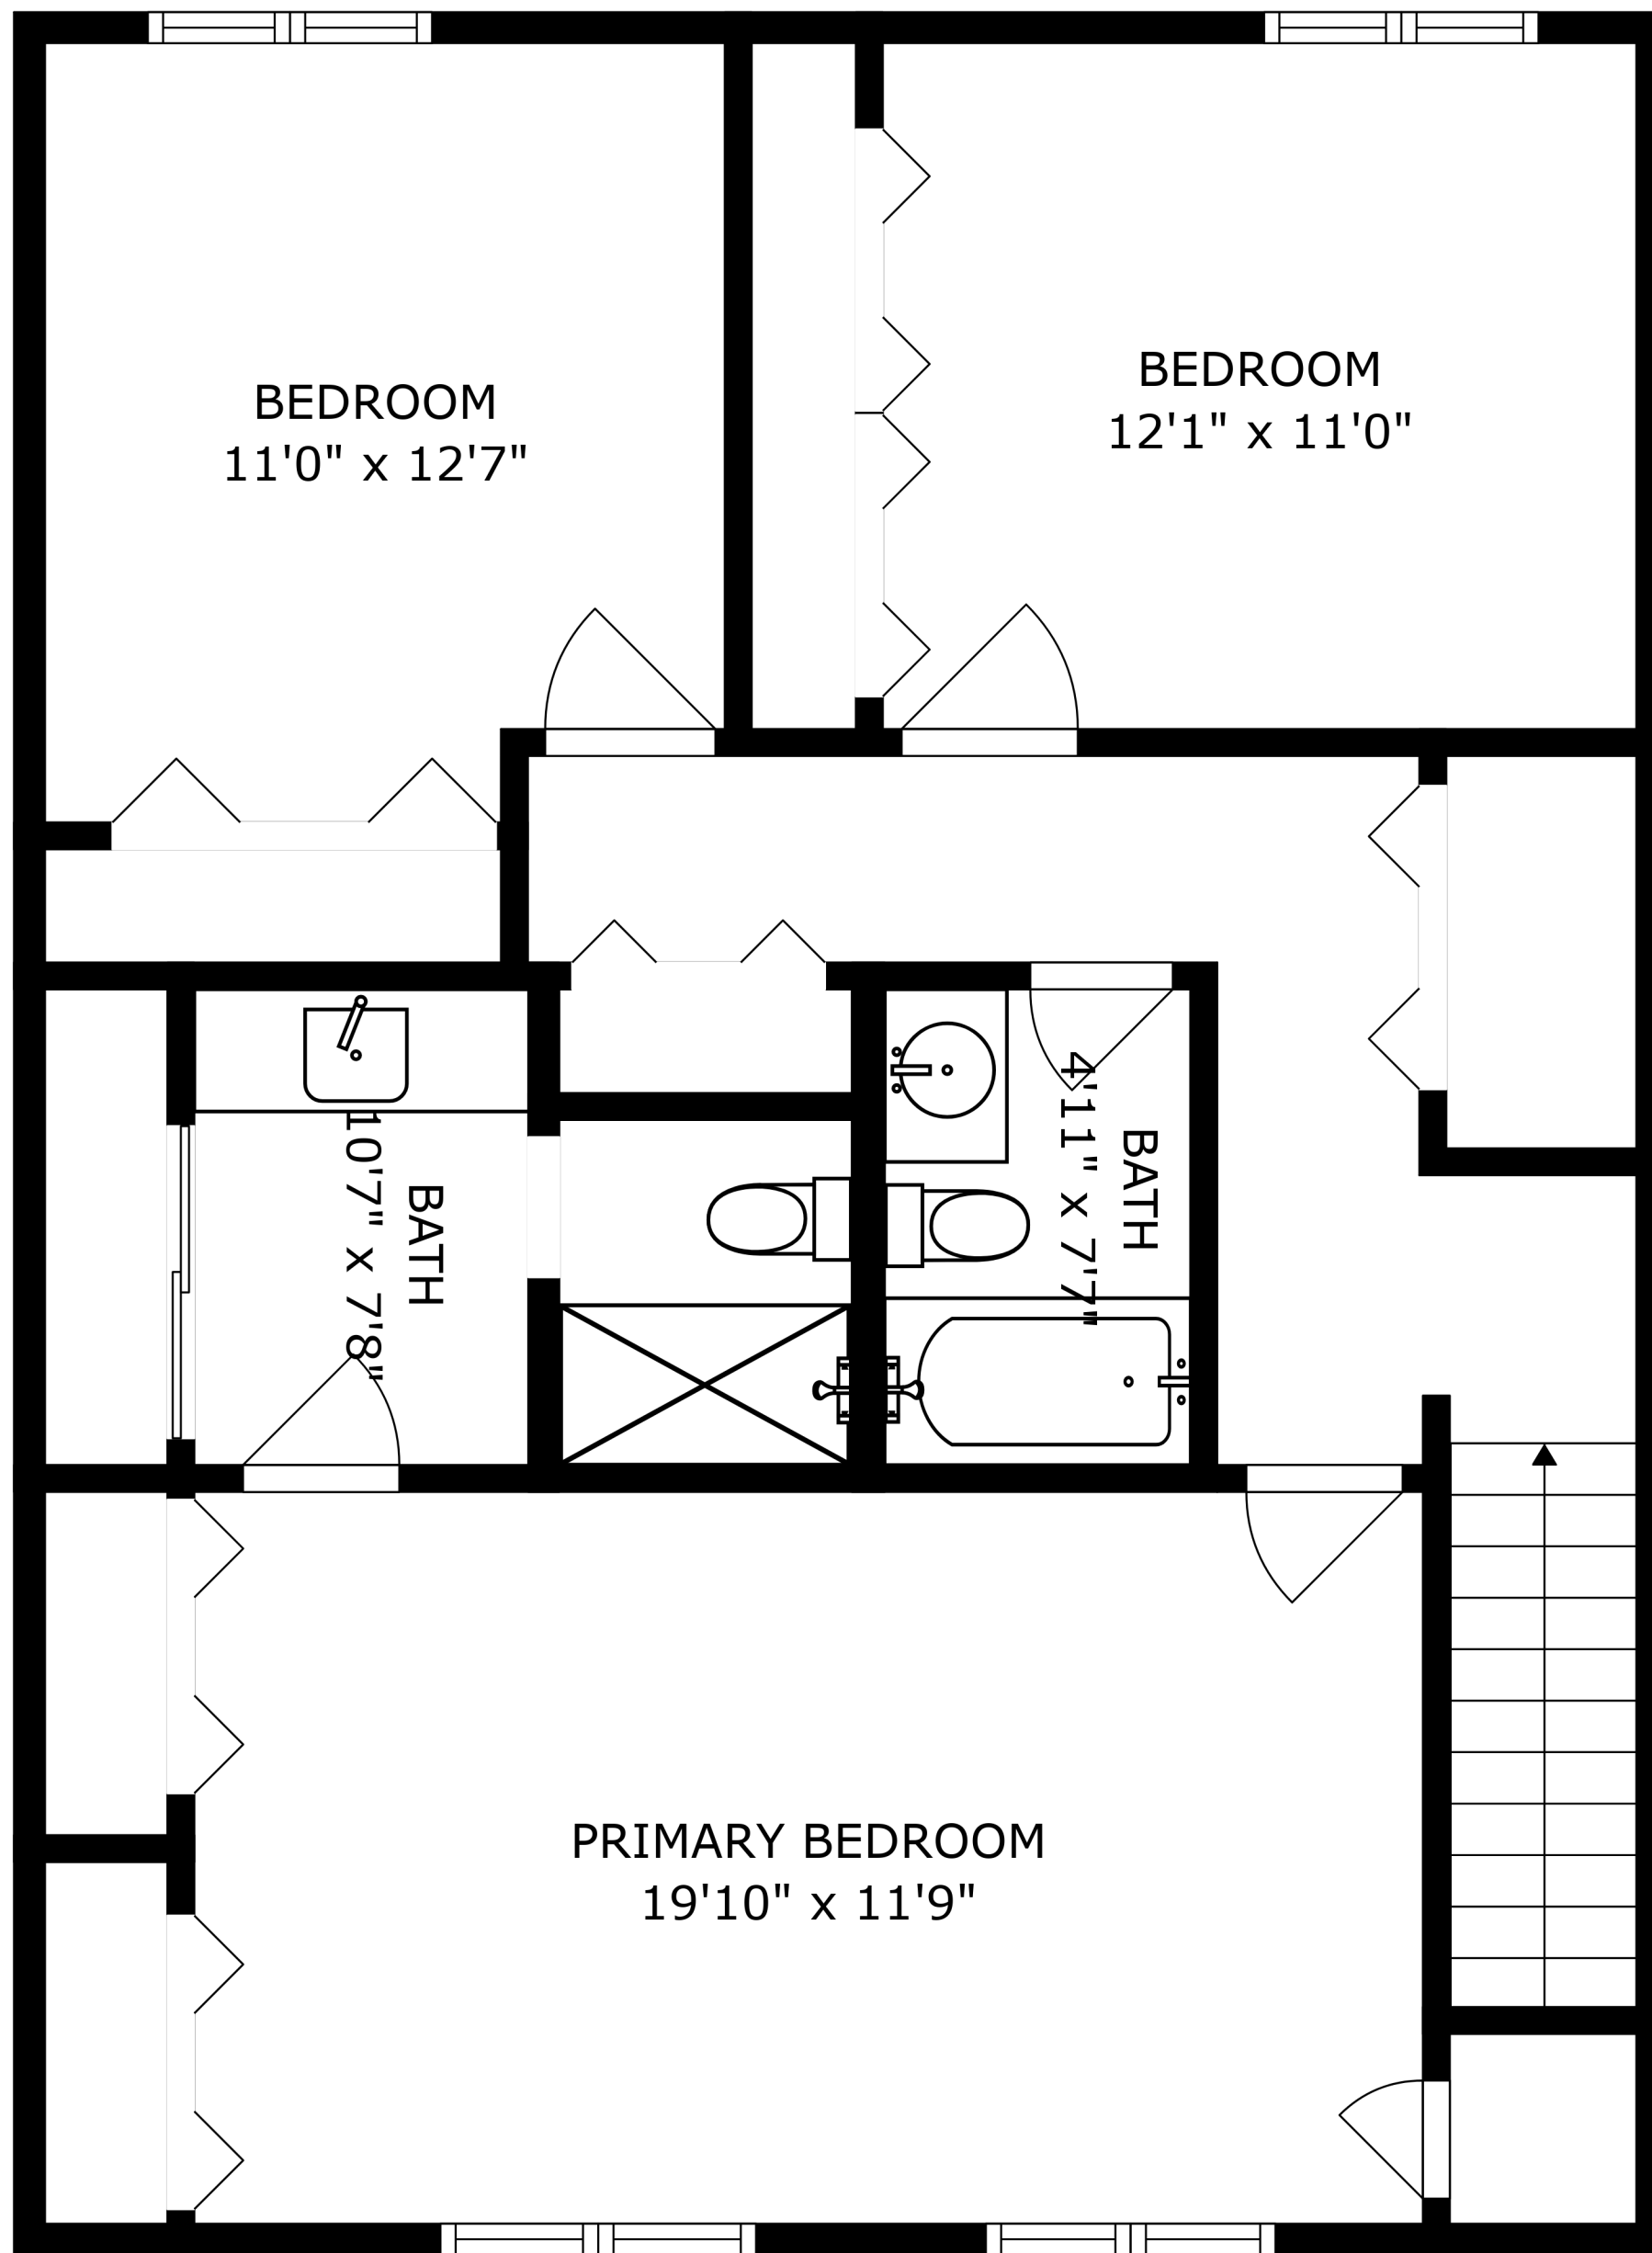 BEDROOM
11'0" x 12'7"
BEDROOM
12'1" x 11'0"
BATH
10'7" x 7'8"
BATH
4'11" x 7'7"
PRIMARY BEDROOM
19'10" x 11'9"